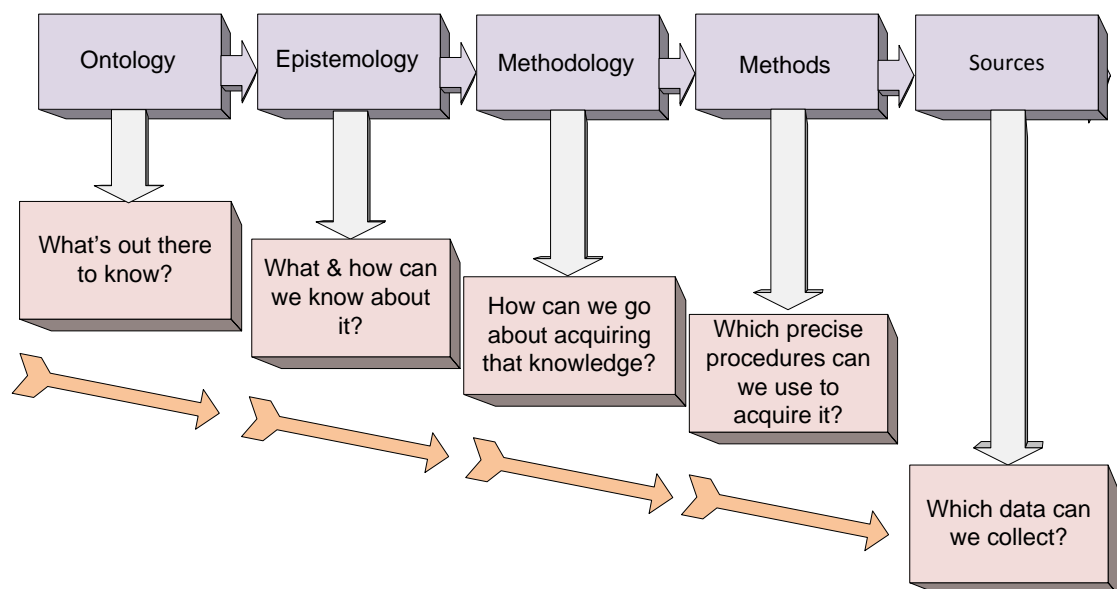 Ontology
Epistemology
Methodology
Methods
Sources
What’s out there
to know?
What & how can
we know about
it?
How can we go
about acquiring
that knowledge?
Which precise
procedures can
we use to
acquire it?
Which data can
we collect?